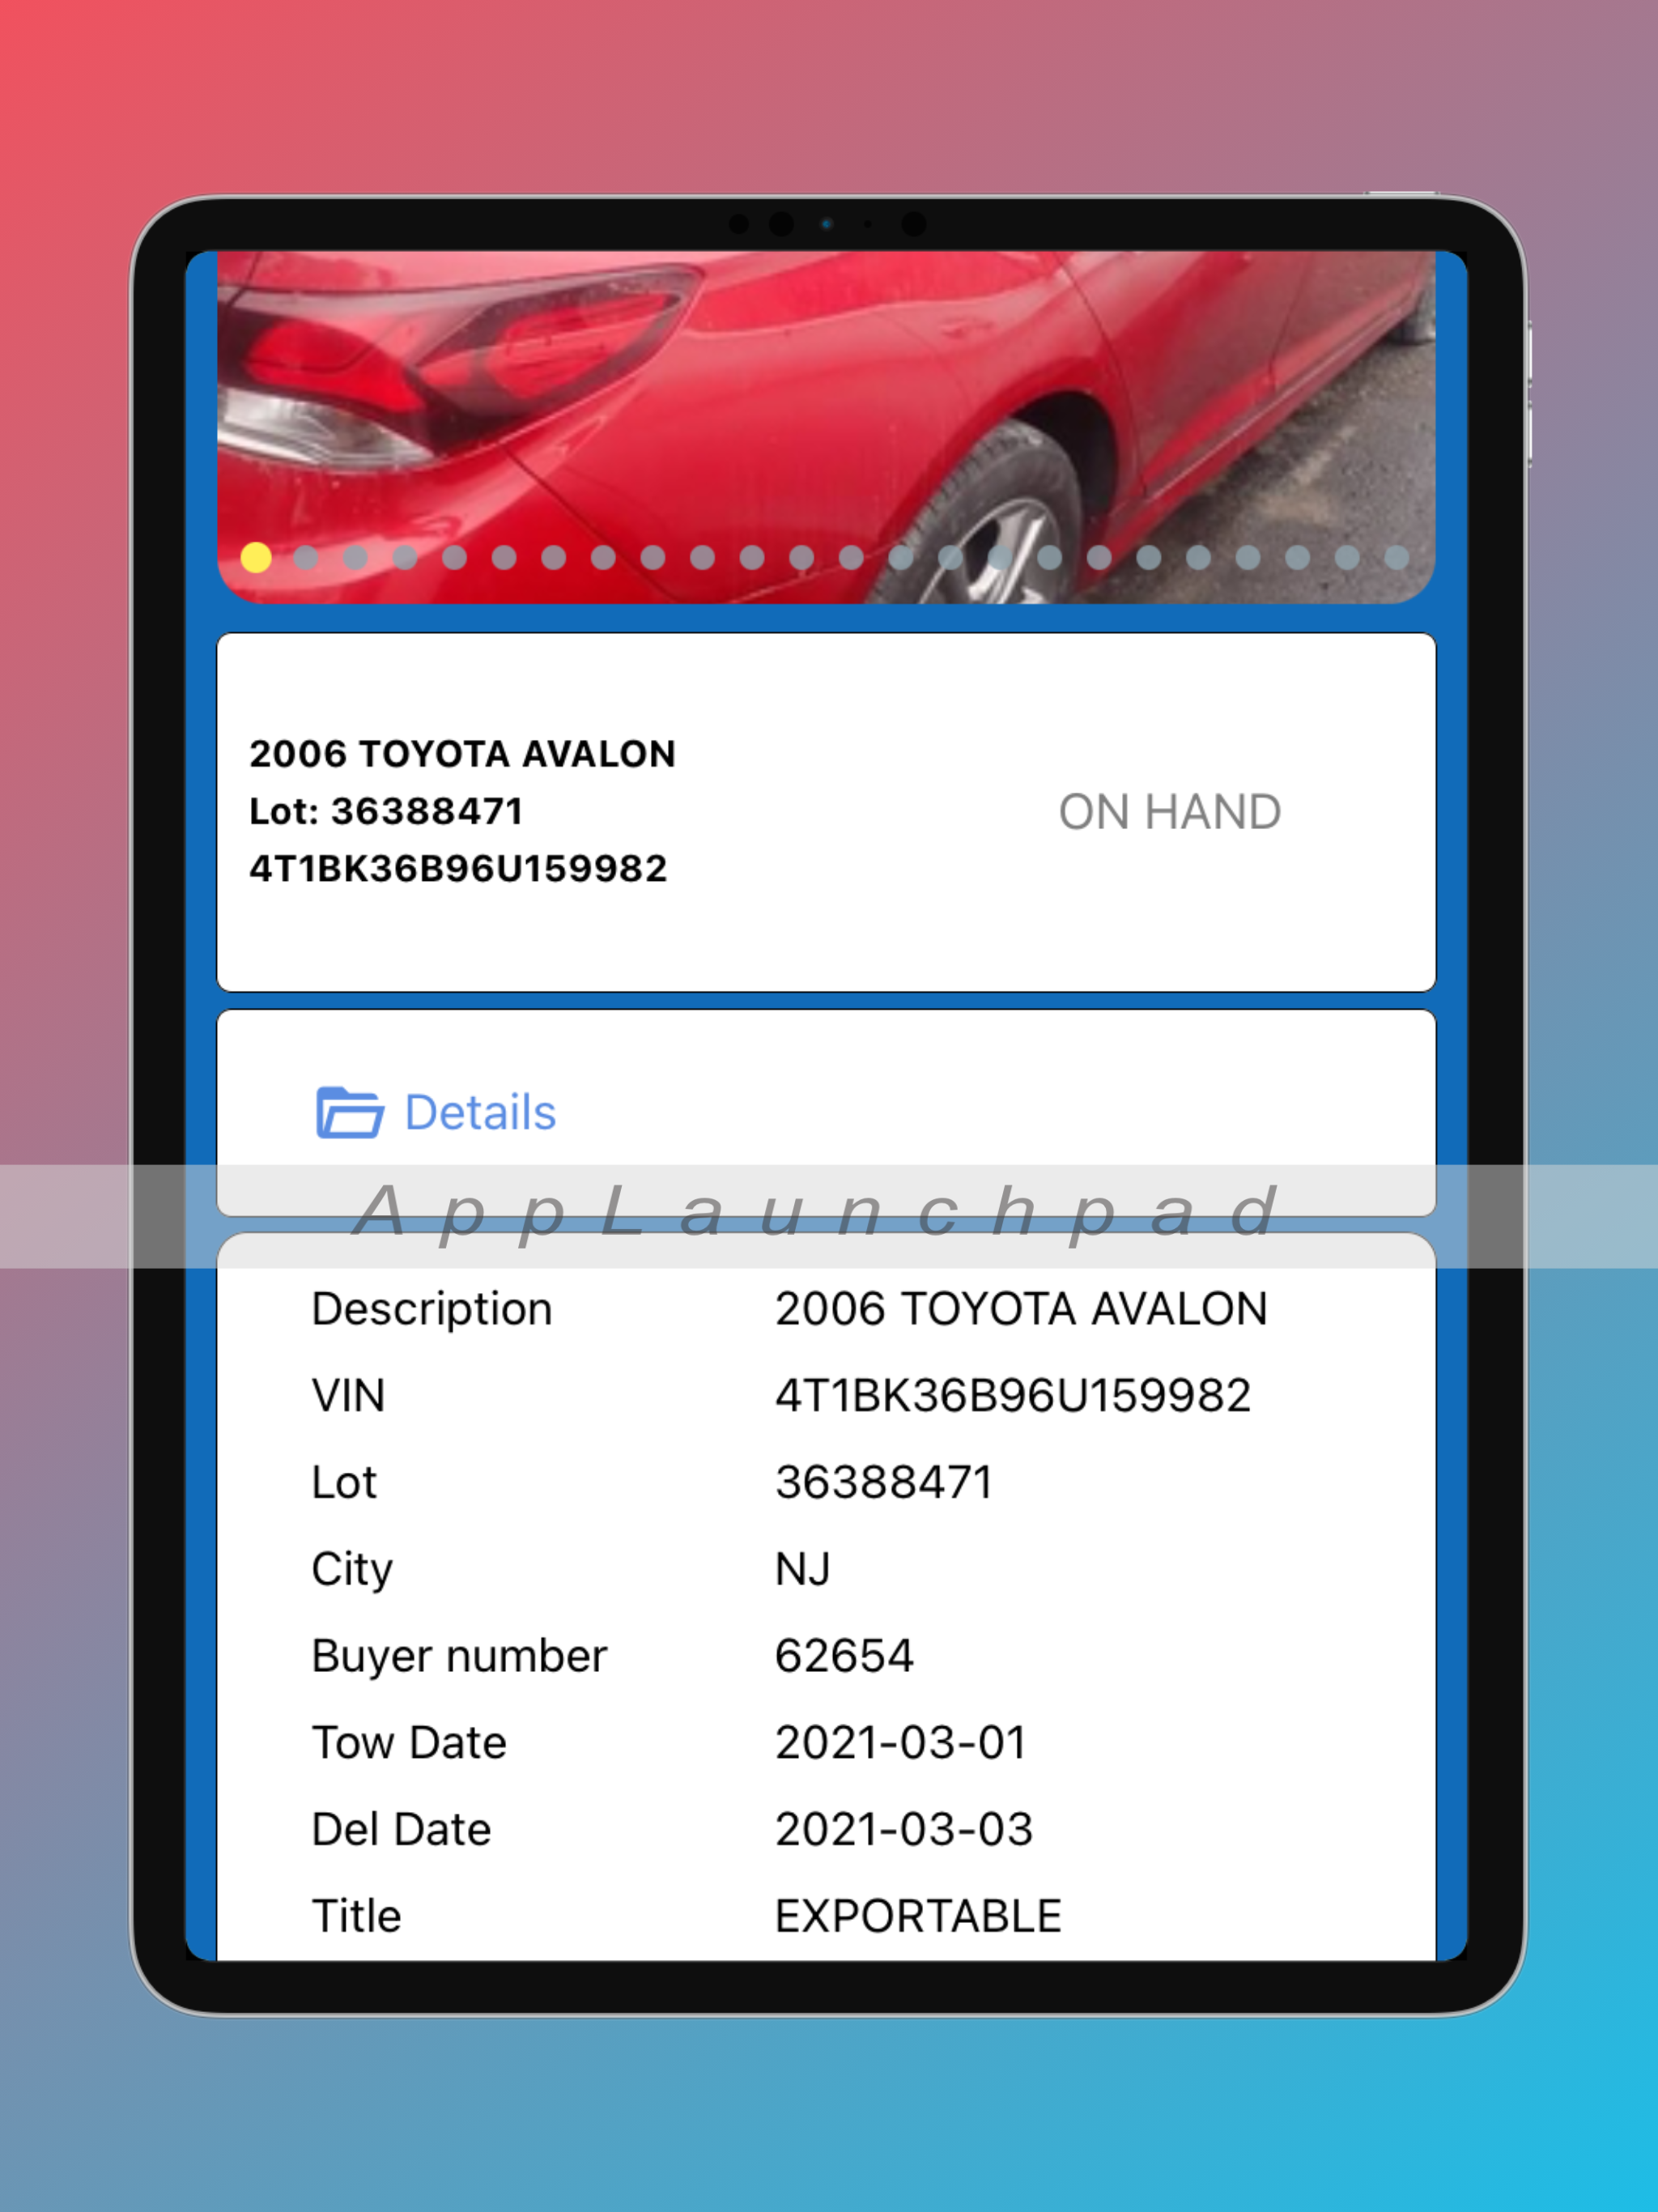 2006 TOYOTA AVALON
Lot: 36388471
4T1BK36B96U159982
ON HAND
Details
AppLaunchpad
Description 2006 TOYOTA AVALON
VIN 4T1BK36B96U159982
Lot 36388471
City NJ
Buyer number 62654
Tow Date 2021-03-01
Del Date 2021-03-03
Title EXPORTABLE